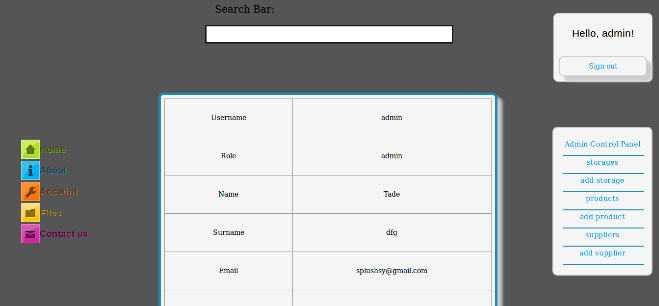 Search Bar:
Hello, admin!
Sign out
Home
About
Account
Files
Contact us
Username admin
Role admin
Name Tade
Surname dfg
Email splushsy@gmail.com
Admin Control Panel
storages
add storage
products
add product
suppliers
add supplier